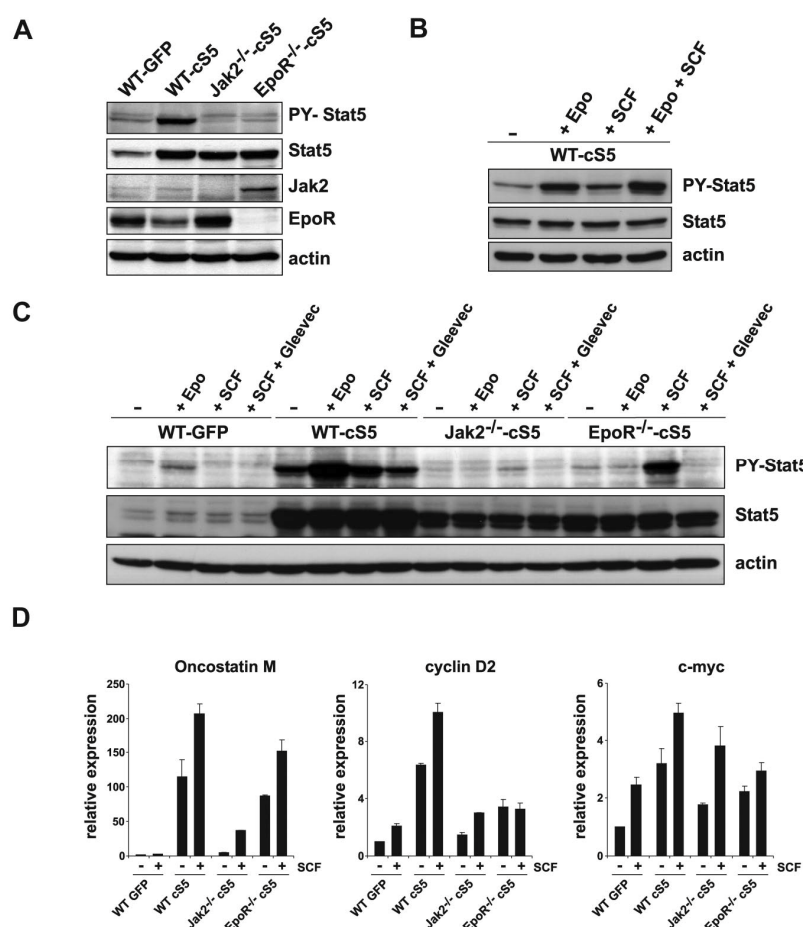 A
WT-GFP
WT-cS5
Jak2-/--cS5
EpoR-/--cS5
PY- Stat5
Stat5
Jak2
EpoR
actin
B
–
+ Epo
+ SCF
+ Epo + SCF
WT-cS5
PY-Stat5
Stat5
actin
C
– + Epo + SCF + SCF + Gleevec – + Epo + SCF + SCF + Gleevec – + Epo + SCF + SCF + Gleevec – + Epo + SCF + SCF + Gleevec
WT-GFP WT-cS5 Jak2-/--cS5 EpoR-/--cS5
PY-Stat5
Stat5
actin
D
Oncostatin M
relative expression
250
200
150
100
50
0
- + - + - + - + SCF
WT GFP
WT cS5
Jak2-/- cS5
EpoR-/- cS5
cyclin D2
relative expression
12
8
4
0
- + - + - + - + SCF
WT GFP
WT cS5
Jak2-/- cS5
EpoR-/- cS5
c-myc
relative expression
6
4
2
0
- + - + - + - + SCF
WT GFP
WT cS5
Jak2-/- cS5
EpoR-/- cS5